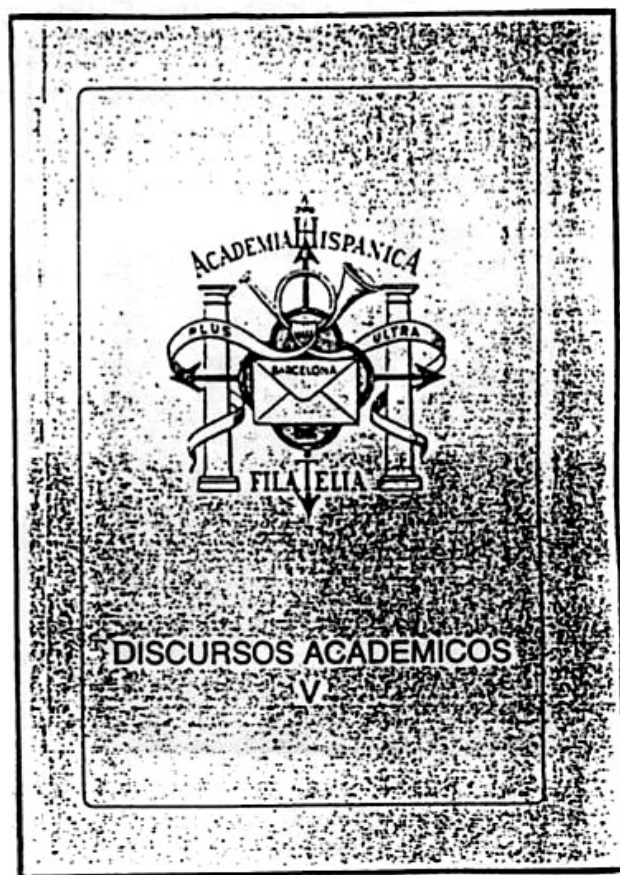 ACADEMIA HISPANICA
PLUS ULTRA
BARCELONA
FILATELIA
DISCURSOS ACADEMICOS
V